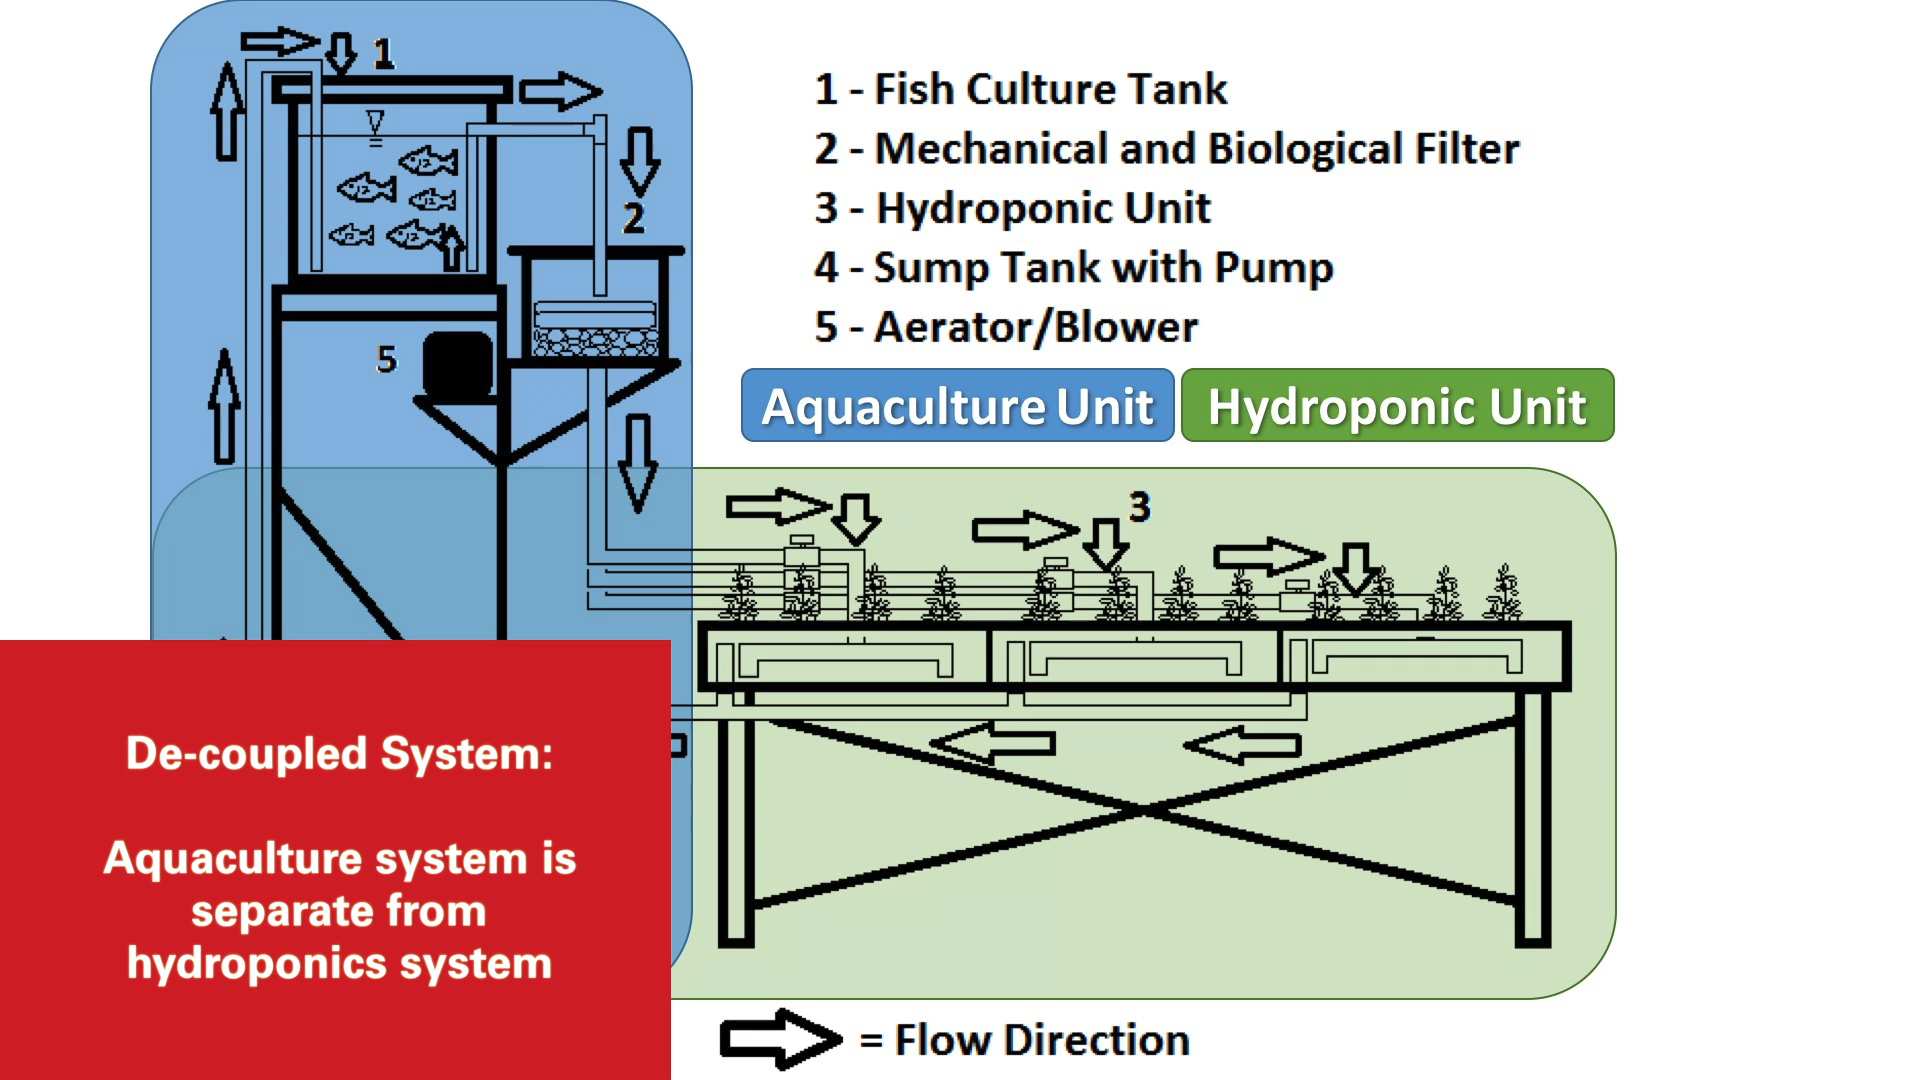 1
2
5
3
1 - Fish Culture Tank
2 - Mechanical and Biological Filter
3 - Hydroponic Unit
4 - Sump Tank with Pump
5 - Aerator/Blower
Aquaculture Unit
Hydroponic Unit
De-coupled System:
Aquaculture system is
separate from
hydroponics system
= Flow Direction